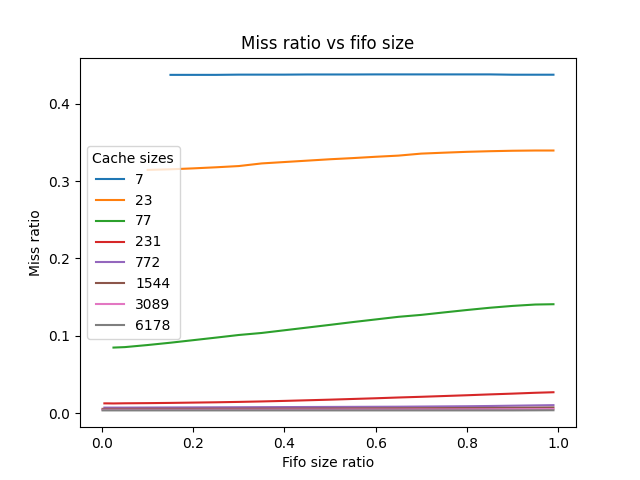 Miss ratio vs fifo size
0.4
0.3
0.2
0.1
0.0
Miss ratio
Cache sizes
7
23
77
231
772
1544
3089
6178
0.0 0.2 0.4 0.6 0.8 1.0
Fifo size ratio